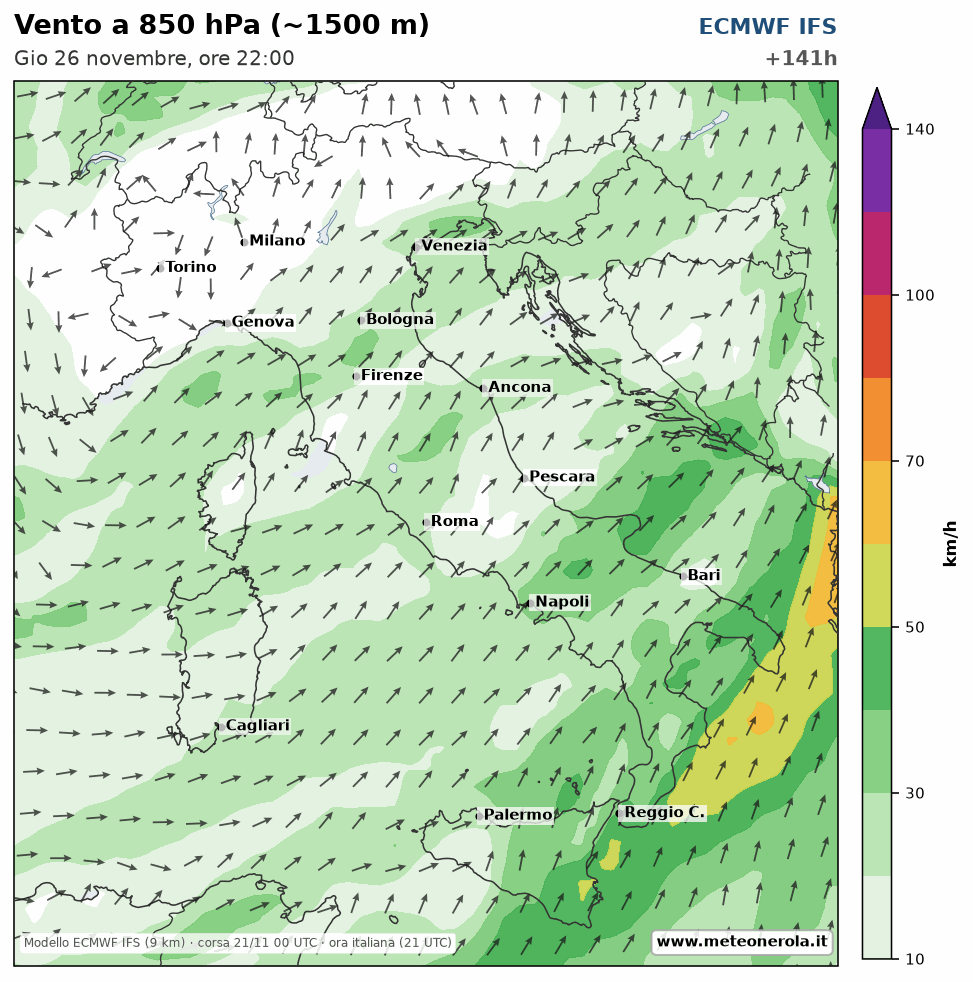 Vento a 850 hPa (~1500 m)
ECMWF IFS
Gio 26 novembre, ore 22:00
+141h
140
100
70
50
30
10
km/h
Milano
Venezia
Torino
Genova
Bologna
Firenze
Ancona
Pescara
Roma
Bari
Napoli
Cagliari
Palermo
Reggio C.
Modello ECMWF IFS (9 km) · corsa 21/11 00 UTC · ora italiana (21 UTC)
www.meteonerola.it